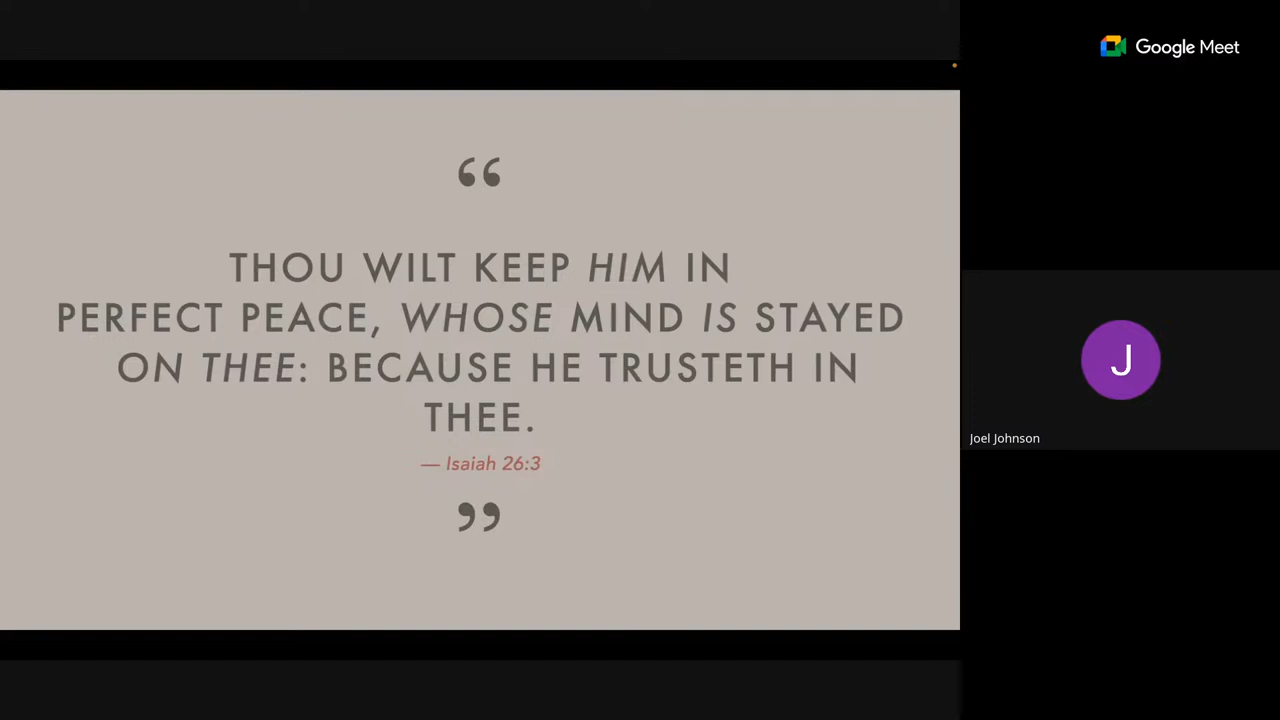 Google Meet
“
THOU WILT KEEP HIM IN
PERFECT PEACE, WHOSE MIND IS STAYED
ON THEE: BECAUSE HE TRUSTETH IN
THEE.
— Isaiah 26:3
”
J
Joel Johnson